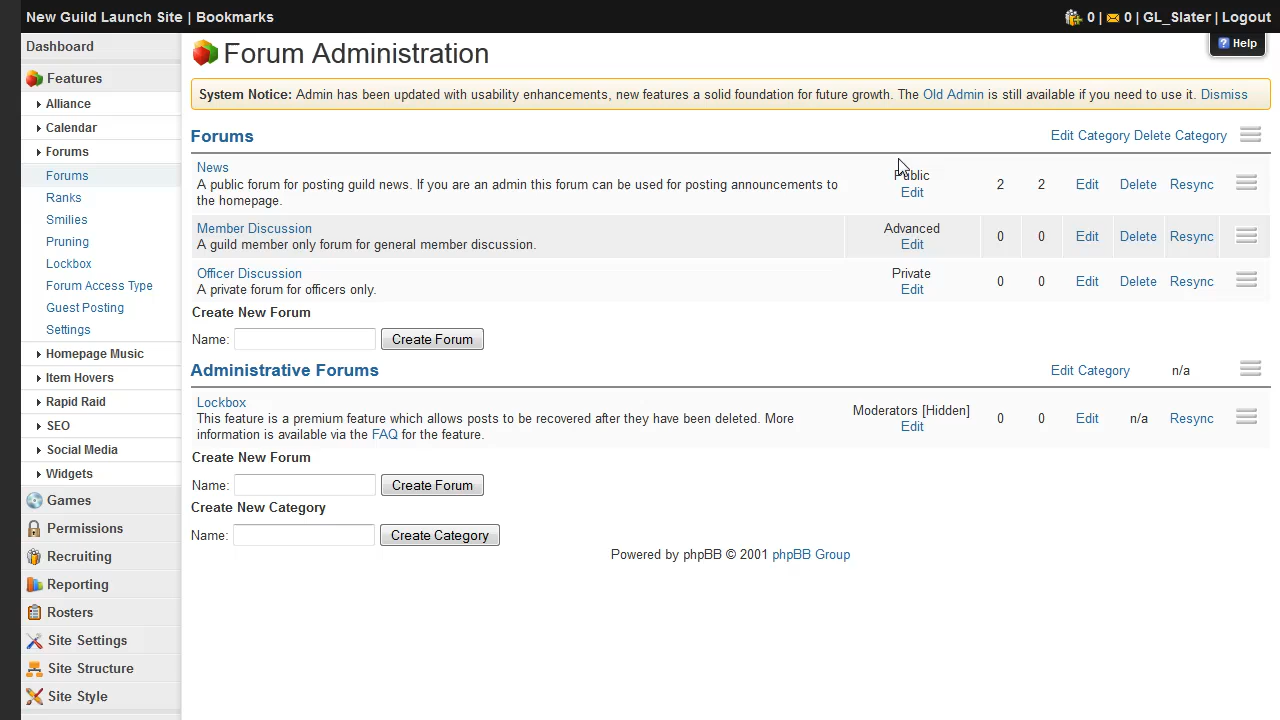 New Guild Launch Site | Bookmarks
0 | 0 | GL_Slater | Logout
Help
Dashboard
Features
Alliance
Calendar
Forums
Forums
Ranks
Smilies
Pruning
Lockbox
Forum Access Type
Guest Posting
Settings
Homepage Music
Item Hovers
Rapid Raid
SEO
Social Media
Widgets
Games
Permissions
Recruiting
Reporting
Rosters
Site Settings
Site Structure
Site Style
Forum Administration
System Notice: Admin has been updated with usability enhancements, new features a solid foundation for future growth. The Old Admin is still available if you need to use it. Dismiss
Forums Edit Category Delete Category
News
A public forum for posting guild news. If you are an admin this forum can be used for posting announcements to
the homepage.
Public
Edit
2 2 Edit Delete Resync
Member Discussion
A guild member only forum for general member discussion.
Advanced
Edit
0 0 Edit Delete Resync
Officer Discussion
A private forum for officers only.
Private
Edit
0 0 Edit Delete Resync
Create New Forum
Name: Create Forum
Administrative Forums Edit Category n/a
Lockbox
This feature is a premium feature which allows posts to be recovered after they have been deleted. More
information is available via the FAQ for the feature.
Moderators [Hidden]
Edit
0 0 Edit n/a Resync
Create New Forum
Name: Create Forum
Create New Category
Name: Create Category
Powered by phpBB © 2001 phpBB Group